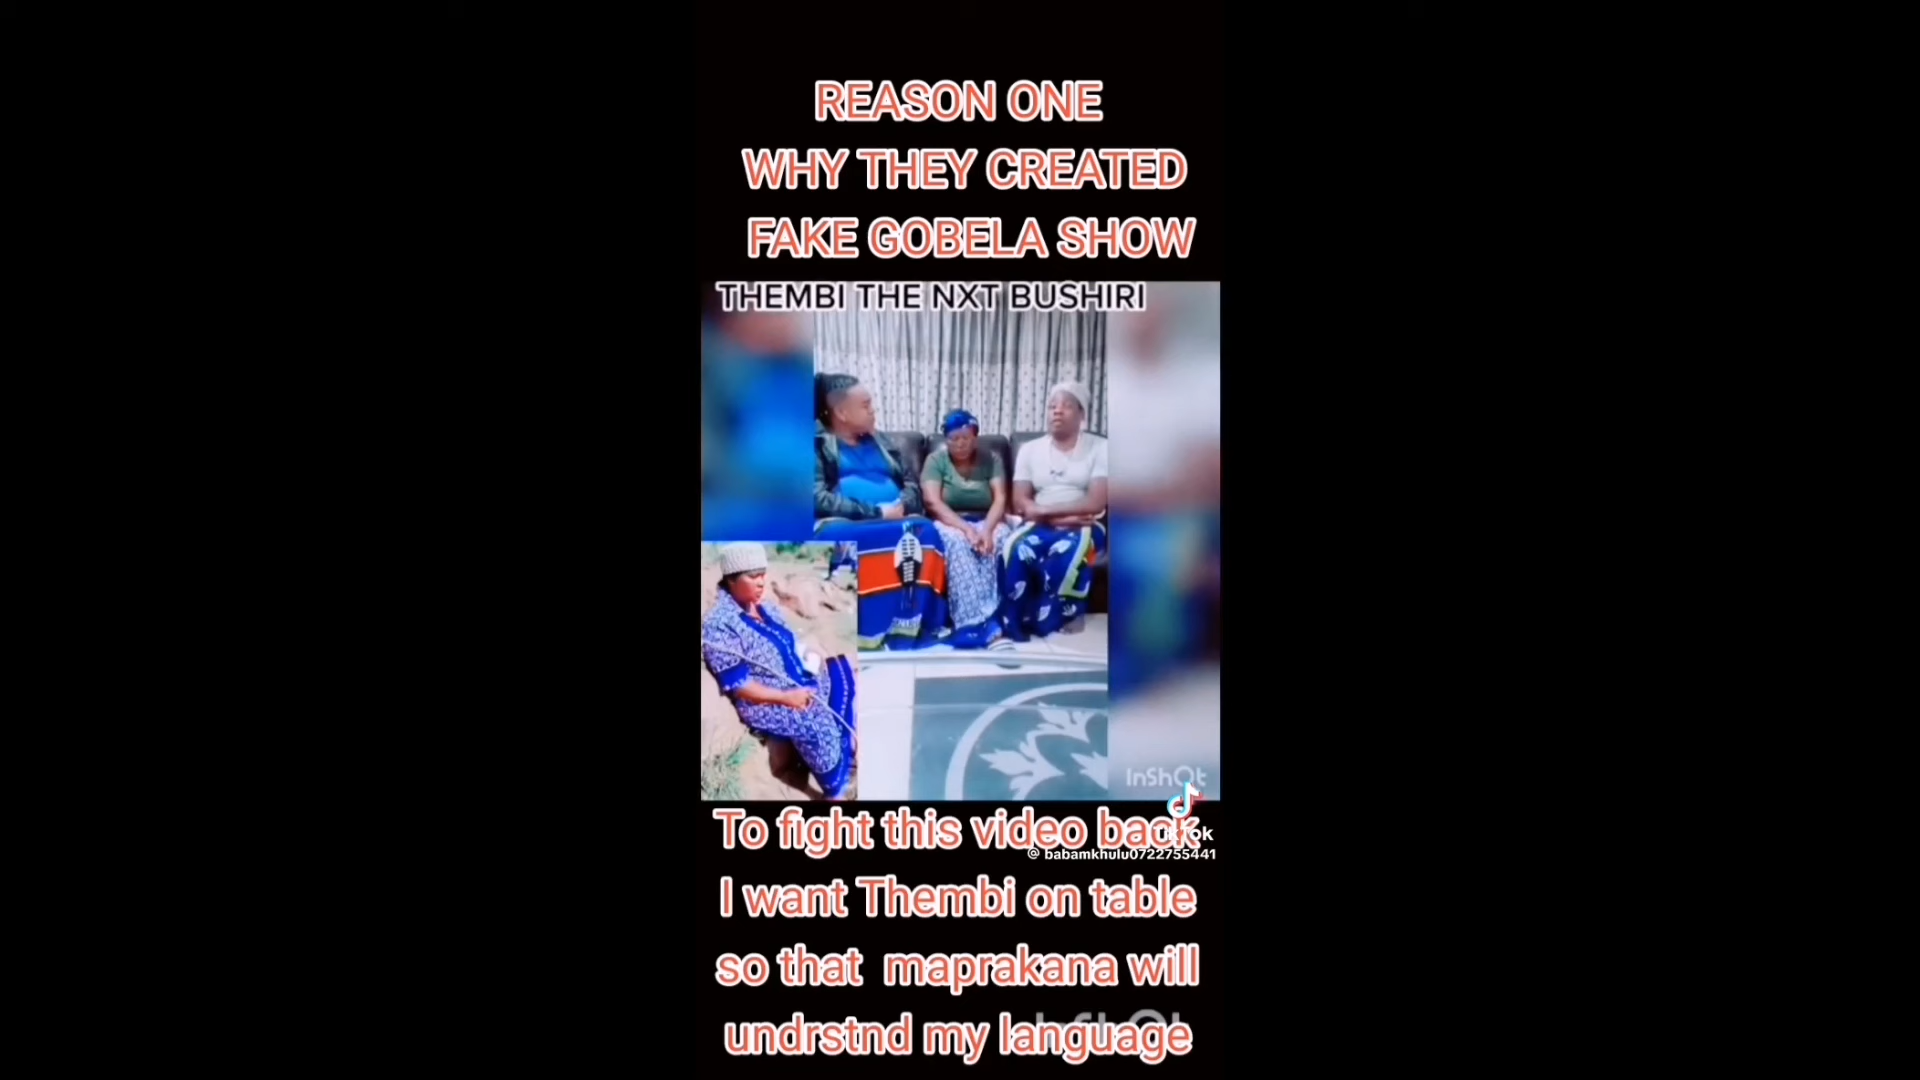 REASON ONE
WHY THEY CREATED
FAKE GOBELA SHOW
THEMBI THE NXT BUSHIRI
InShOt
TikTok
To fight this video back
@ babamkhulu0722755441
I want Thembi on table
so that maprakana will
undrstnd my language